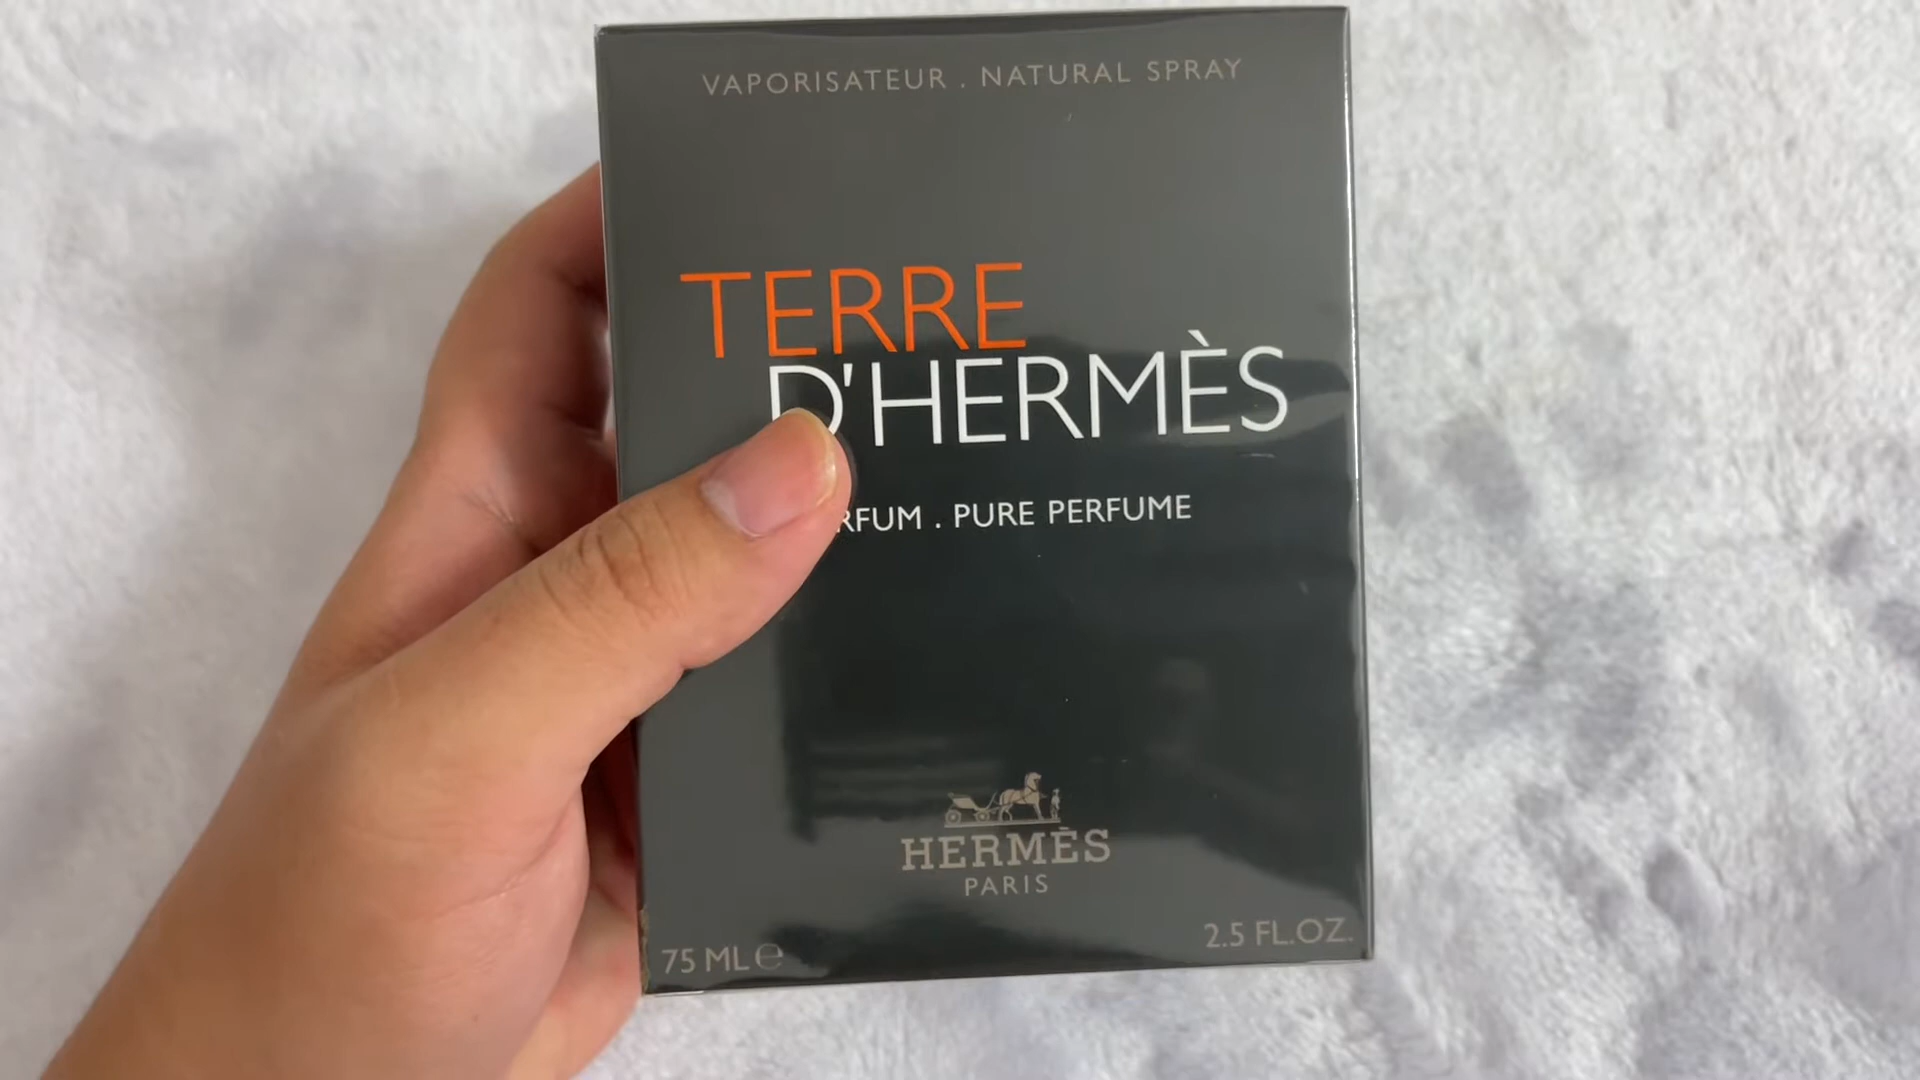 VAPORISATEUR . NATURAL SPRAY
TERRE
D'HERMÈS
RFUM . PURE PERFUME
HERMÈS
PARIS
75 ML ℮
2.5 FL.OZ.